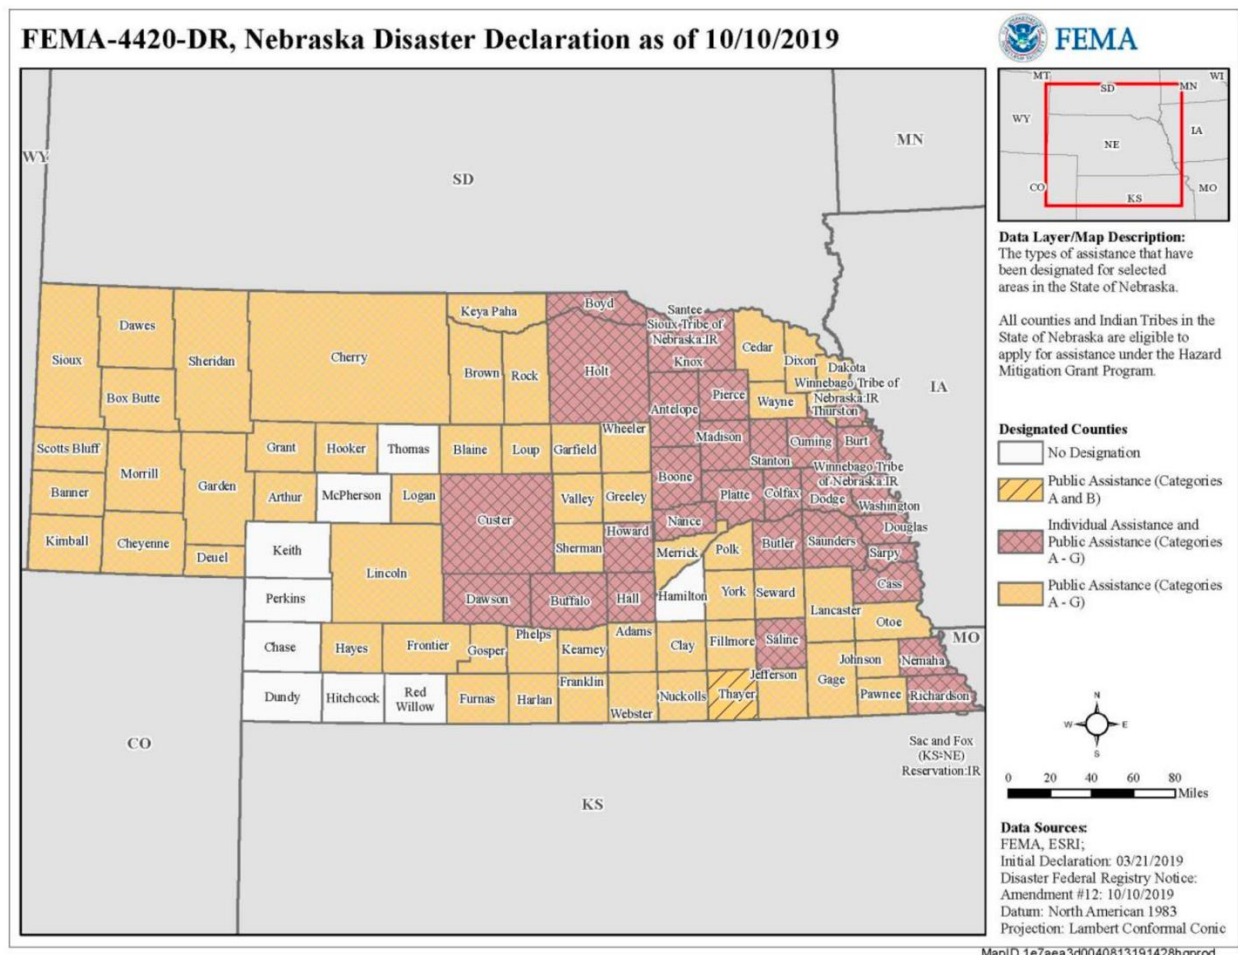 FEMA-4420-DR, Nebraska Disaster Declaration as of 10/10/2019
FEMA
MT
SD
MN
WI
WY
NE
IA
CO
KS
MO
WY
SD
MN
IA
MO
CO
KS
Sioux
Dawes
Box Butte
Sheridan
Cherry
Keya Paha
Brown
Rock
Boyd
Holt
Santee
Sioux Tribe of
Nebraska:IR
Knox
Cedar
Dixon
Dakota
Winnebago Tribe of
Nebraska:IR
Thurston
Wayne
Pierce
Antelope
Scotts Bluff
Banner
Kimball
Morrill
Cheyenne
Garden
Deuel
Grant
Hooker
Thomas
Blaine
Loup
Garfield
Wheeler
Madison
Stanton
Cuming
Burt
Winnebago Tribe
of Nebraska:IR
Arthur
McPherson
Logan
Custer
Valley
Greeley
Boone
Platte
Colfax
Dodge
Washington
Douglas
Nance
Howard
Sherman
Merrick
Polk
Butler
Saunders
Sarpy
Cass
Keith
Perkins
Lincoln
Dawson
Buffalo
Hall
Hamilton
York
Seward
Lancaster
Otoe
Chase
Hayes
Frontier
Gosper
Phelps
Kearney
Adams
Clay
Fillmore
Saline
Johnson
Nemaha
Dundy
Hitchcock
Red
Willow
Furnas
Harlan
Franklin
Webster
Nuckolls
Thayer
Jefferson
Gage
Pawnee
Richardson
Sac and Fox
(KS-NE)
Reservation:IR
Data Layer/Map Description:
The types of assistance that have
been designated for selected
areas in the State of Nebraska.
All counties and Indian Tribes in the
State of Nebraska are eligible to
apply for assistance under the Hazard
Mitigation Grant Program.
Designated Counties
No Designation
Public Assistance (Categories
A and B)
Individual Assistance and
Public Assistance (Categories
A - G)
Public Assistance (Categories
A - G)
N
W
E
S
0 20 40 60 80
Miles
Data Sources:
FEMA, ESRI;
Initial Declaration: 03/21/2019
Disaster Federal Registry Notice:
Amendment #12: 10/10/2019
Datum: North American 1983
Projection: Lambert Conformal Conic